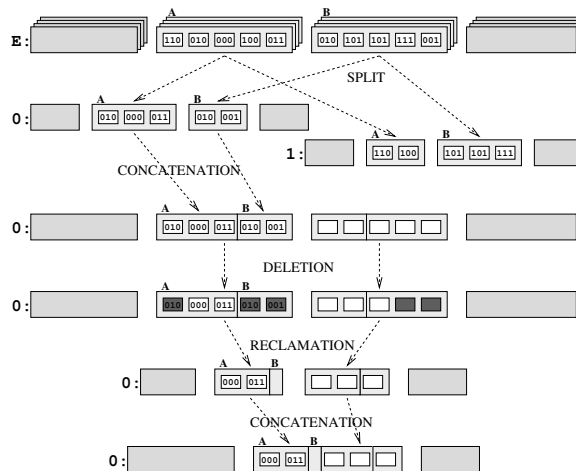 A B
E: 110 010 000 100 011 010 101 101 111 001
SPLIT
A B
0: 010 000 011 010 001
A B
1: 110 100 101 101 111
CONCATENATION
A B
0: 010 000 011 010 001
DELETION
A B
0: 010 000 011 010 001
RECLAMATION
A B
0: 000 011
CONCATENATION
A B
0: 000 011